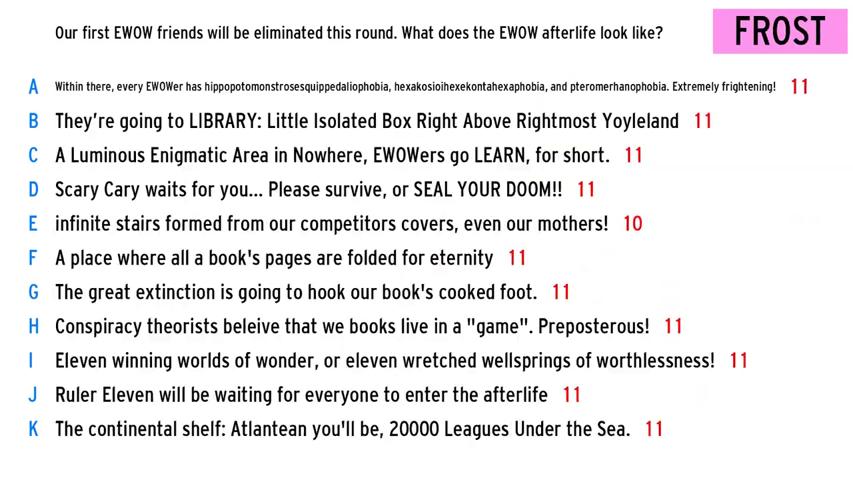 Our first EWOW friends will be eliminated this round. What does the EWOW afterlife look like?
FROST
A Within there, every EWOWer has hippopotomonstrosesquippedaliophobia, hexakosioihexekontahexaphobia, and pteromerhanophobia. Extremely frightening! 11
B They’re going to LIBRARY: Little Isolated Box Right Above Rightmost Yoyleland 11
C A Luminous Enigmatic Area in Nowhere, EWOWers go LEARN, for short. 11
D Scary Cary waits for you... Please survive, or SEAL YOUR DOOM!! 11
E infinite stairs formed from our competitors covers, even our mothers! 10
F A place where all a book's pages are folded for eternity 11
G The great extinction is going to hook our book's cooked foot. 11
H Conspiracy theorists beleive that we books live in a "game". Preposterous! 11
I Eleven winning worlds of wonder, or eleven wretched wellsprings of worthlessness! 11
J Ruler Eleven will be waiting for everyone to enter the afterlife 11
K The continental shelf: Atlantean you'll be, 20000 Leagues Under the Sea. 11